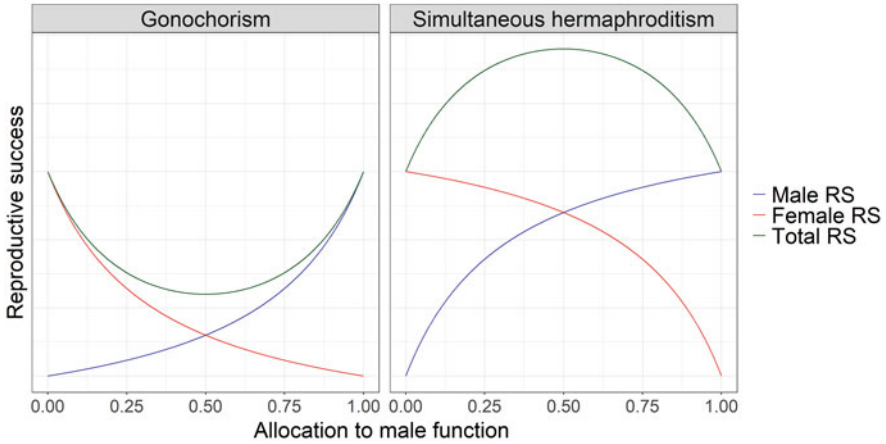 Gonochorism
Simultaneous hermaphroditism
Reproductive success
Male RS
Female RS
Total RS
0.00 0.25 0.50 0.75 1.00
0.00 0.25 0.50 0.75 1.00
Allocation to male function